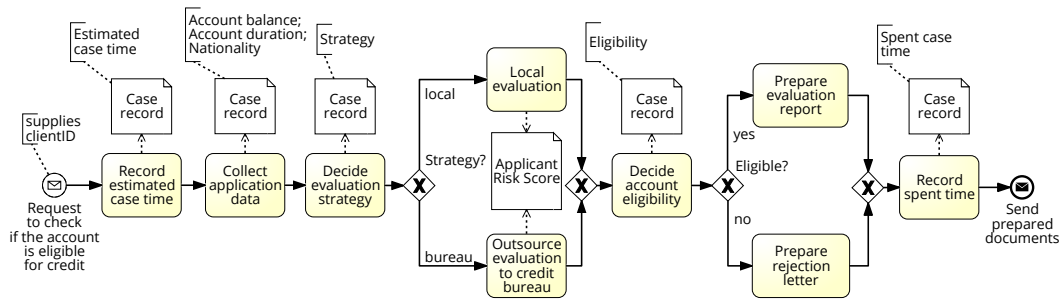 supplies
clientID
Request
to check
if the account
is eligible
for credit
Estimated
case time
Case
record
Record
estimated
case time
Account balance;
Account duration;
Nationality
Case
record
Collect
application
data
Strategy
Case
record
Decide
evaluation
strategy
Strategy?
local
bureau
Local
evaluation
Applicant
Risk Score
Outsource
evaluation
to credit
bureau
Eligibility
Case
record
Decide
account
eligibility
Eligible?
yes
no
Prepare
evaluation
report
Prepare
rejection
letter
Spent case
time
Case
record
Record
spent time
Send
prepared
documents